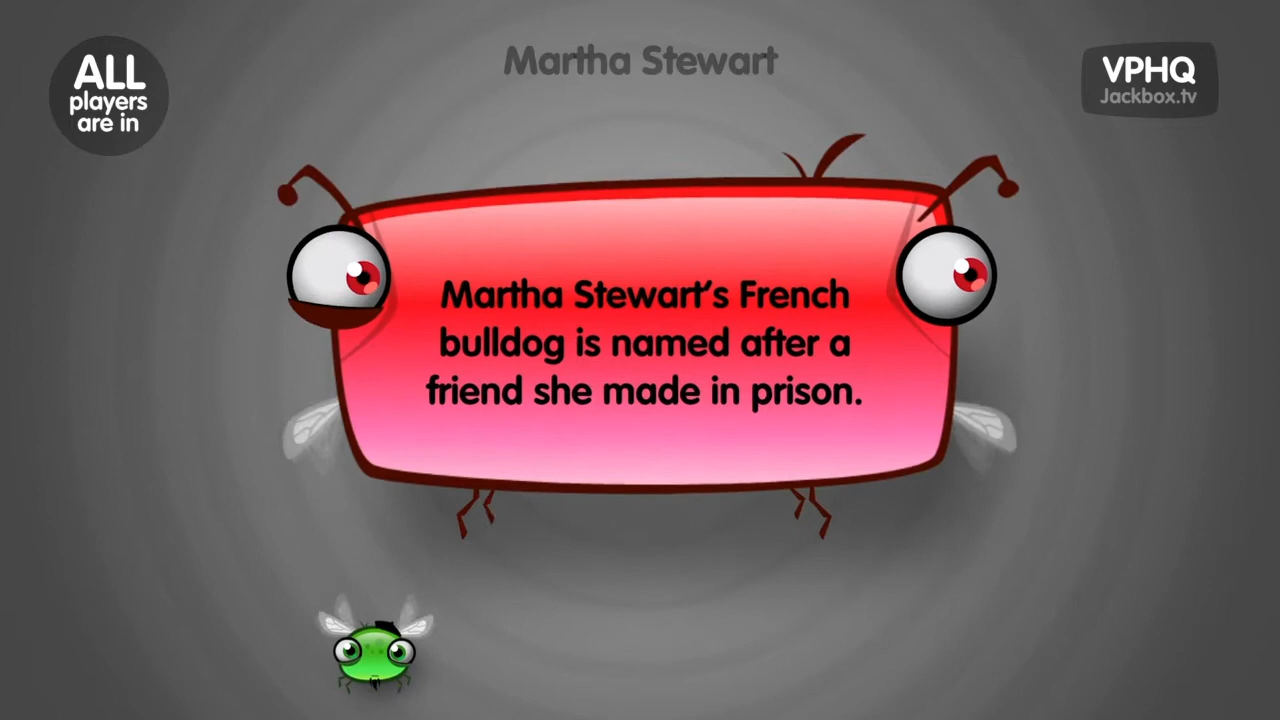 ALL
players
are in
Martha Stewart
VPHQ
Jackbox.tv
Martha Stewart's French
bulldog is named after a
friend she made in prison.